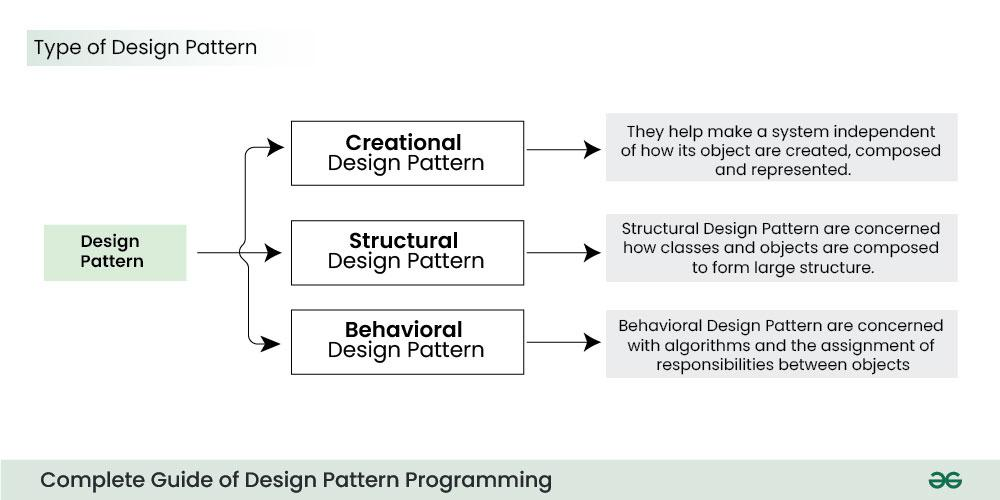 Type of Design Pattern
Creational
Design Pattern
They help make a system independent
of how its object are created, composed
and represented.
Design
Pattern
Structural
Design Pattern
Structural Design Pattern are concerned
how classes and objects are composed
to form large structure.
Behavioral
Design Pattern
Behavioral Design Pattern are concerned
with algorithms and the assignment of
responsibilities between objects
Complete Guide of Design Pattern Programming